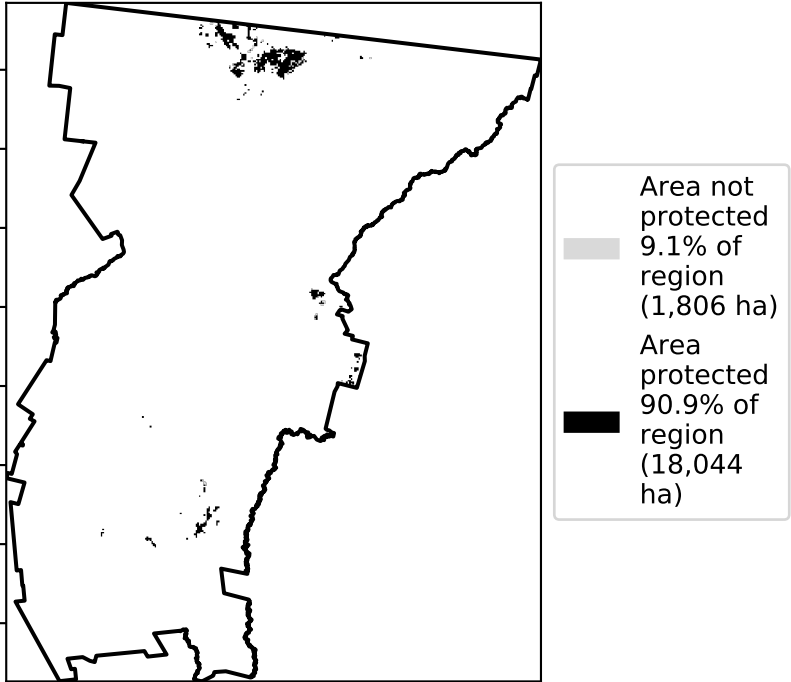 Area not
protected
9.1% of
region
(1,806 ha)
Area
protected
90.9% of
region
(18,044
ha)